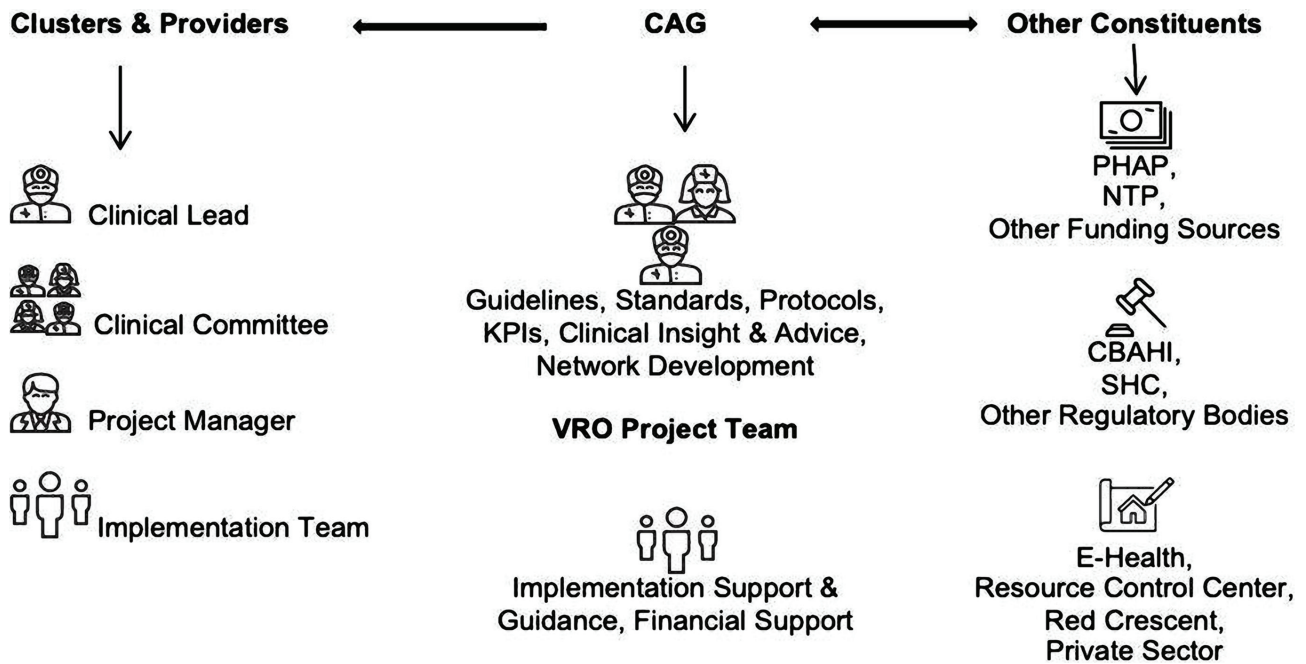 Clusters & Providers
CAG
Other Constituents
Clinical Lead
Clinical Committee
Project Manager
Implementation Team
Guidelines, Standards, Protocols,
KPIs, Clinical Insight & Advice,
Network Development
VRO Project Team
Implementation Support &
Guidance, Financial Support
PHAP,
NTP,
Other Funding Sources
CBAHI,
SHC,
Other Regulatory Bodies
E-Health,
Resource Control Center,
Red Crescent,
Private Sector